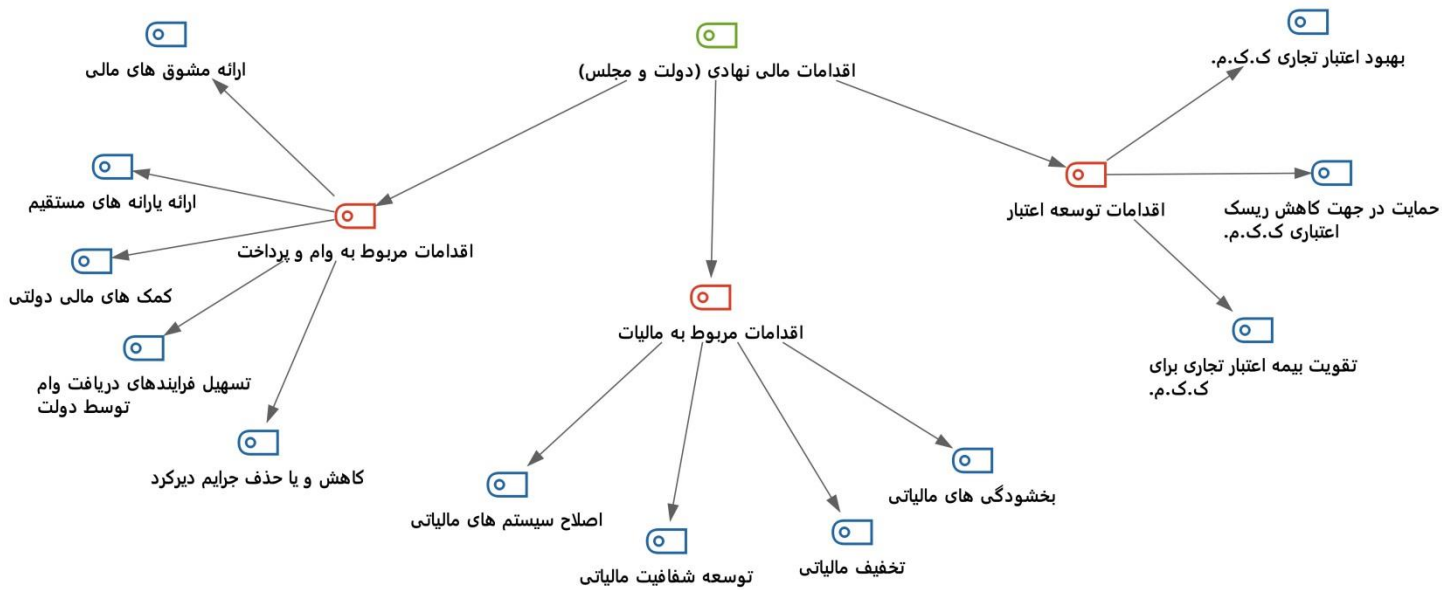 اقدامات مالی نهادی (دولت و مجلس)
اقدامات توسعه اعتبار
بهبود اعتبار تجاری ک.ک.م.
حمایت در جهت کاهش ریسک
اعتباری ک.ک.م.
تقویت بیمه اعتبار تجاری برای
ک.ک.م.
اقدامات مربوط به مالیات
بخشودگی های مالیاتی
تخفیف مالیاتی
توسعه شفافیت مالیاتی
اصلاح سیستم های مالیاتی
اقدامات مربوط به وام و پرداخت
ارائه مشوق های مالی
ارائه یارانه های مستقیم
کمک های مالی دولتی
تسهیل فرایندهای دریافت وام
توسط دولت
کاهش و یا حذف جرایم دیرکرد